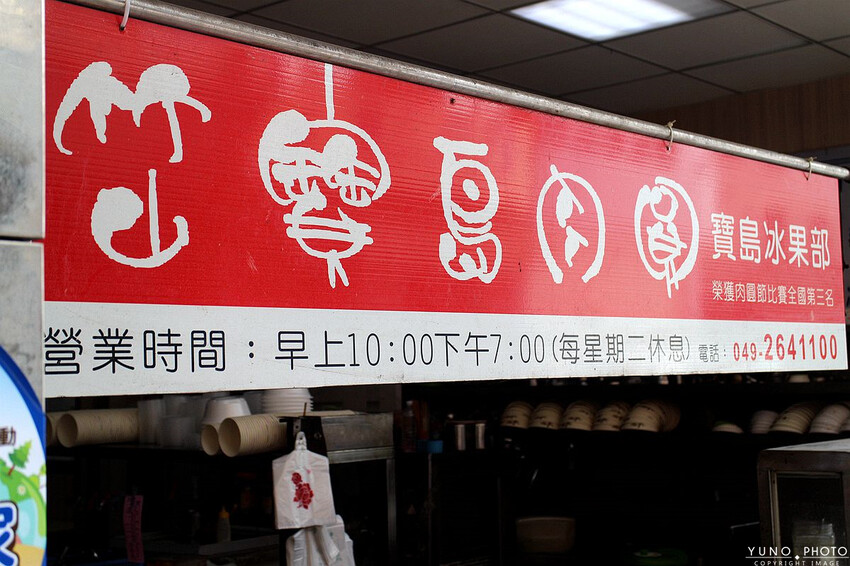 竹山寶島肉圓
寶島冰果部
榮獲肉圓節比賽全國第三名
營業時間：早上10:00下午7:00(每星期二休息) 電話：049-2641100
動
YUNO PHOTO
COPYRIGHT IMAGE